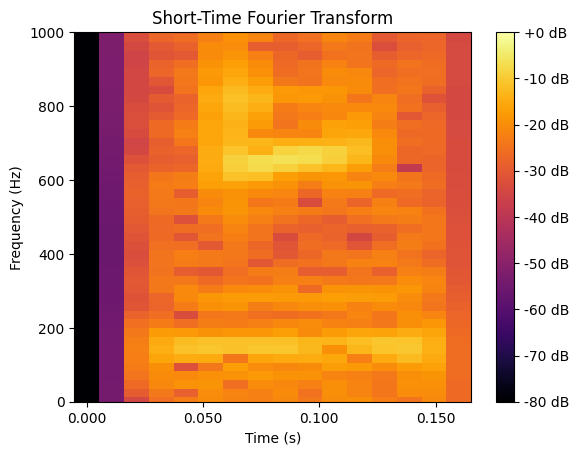 Short-Time Fourier Transform
1000
800
600
400
200
0
Frequency (Hz)
0.000
0.050
0.100
0.150
Time (s)
+0 dB
-10 dB
-20 dB
-30 dB
-40 dB
-50 dB
-60 dB
-70 dB
-80 dB